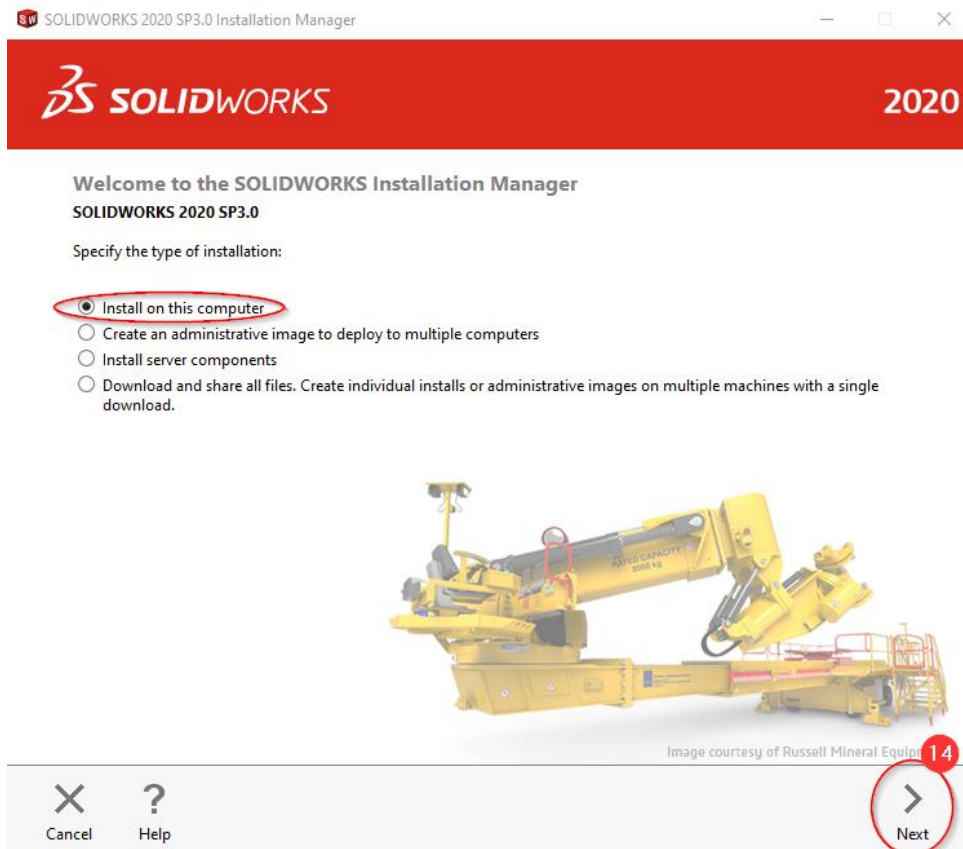 SOLIDWORKS 2020 SP3.0 Installation Manager
SOLIDWORKS
2020
Welcome to the SOLIDWORKS Installation Manager
SOLIDWORKS 2020 SP3.0
Specify the type of installation:
Install on this computer
Create an administrative image to deploy to multiple computers
Install server components
Download and share all files. Create individual installs or administrative images on multiple machines with a single
download.
RATED CAPACITY
5000 kg
Image courtesy of Russell Mineral
14
Cancel
Help
Next